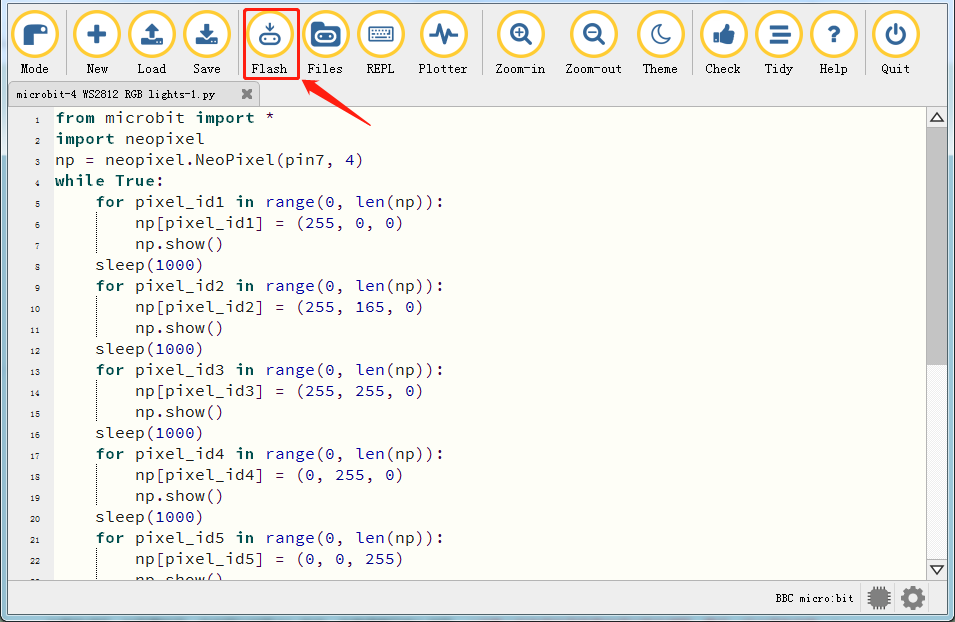 Mode New Load Save Flash Files REPL Plotter Zoom-in Zoom-out Theme Check Tidy Help Quit
microbit-4 WS2812 RGB lights-1.py
1 from microbit import *
2 import neopixel
3 np = neopixel.NeoPixel(pin7, 4)
4 while True:
5 for pixel_id1 in range(0, len(np)):
6 np[pixel_id1] = (255, 0, 0)
7 np.show()
8 sleep(1000)
9 for pixel_id2 in range(0, len(np)):
10 np[pixel_id2] = (255, 165, 0)
11 np.show()
12 sleep(1000)
13 for pixel_id3 in range(0, len(np)):
14 np[pixel_id3] = (255, 255, 0)
15 np.show()
16 sleep(1000)
17 for pixel_id4 in range(0, len(np)):
18 np[pixel_id4] = (0, 255, 0)
19 np.show()
20 sleep(1000)
21 for pixel_id5 in range(0, len(np)):
22 np[pixel_id5] = (0, 0, 255)
np.show()
BBC micro:bit